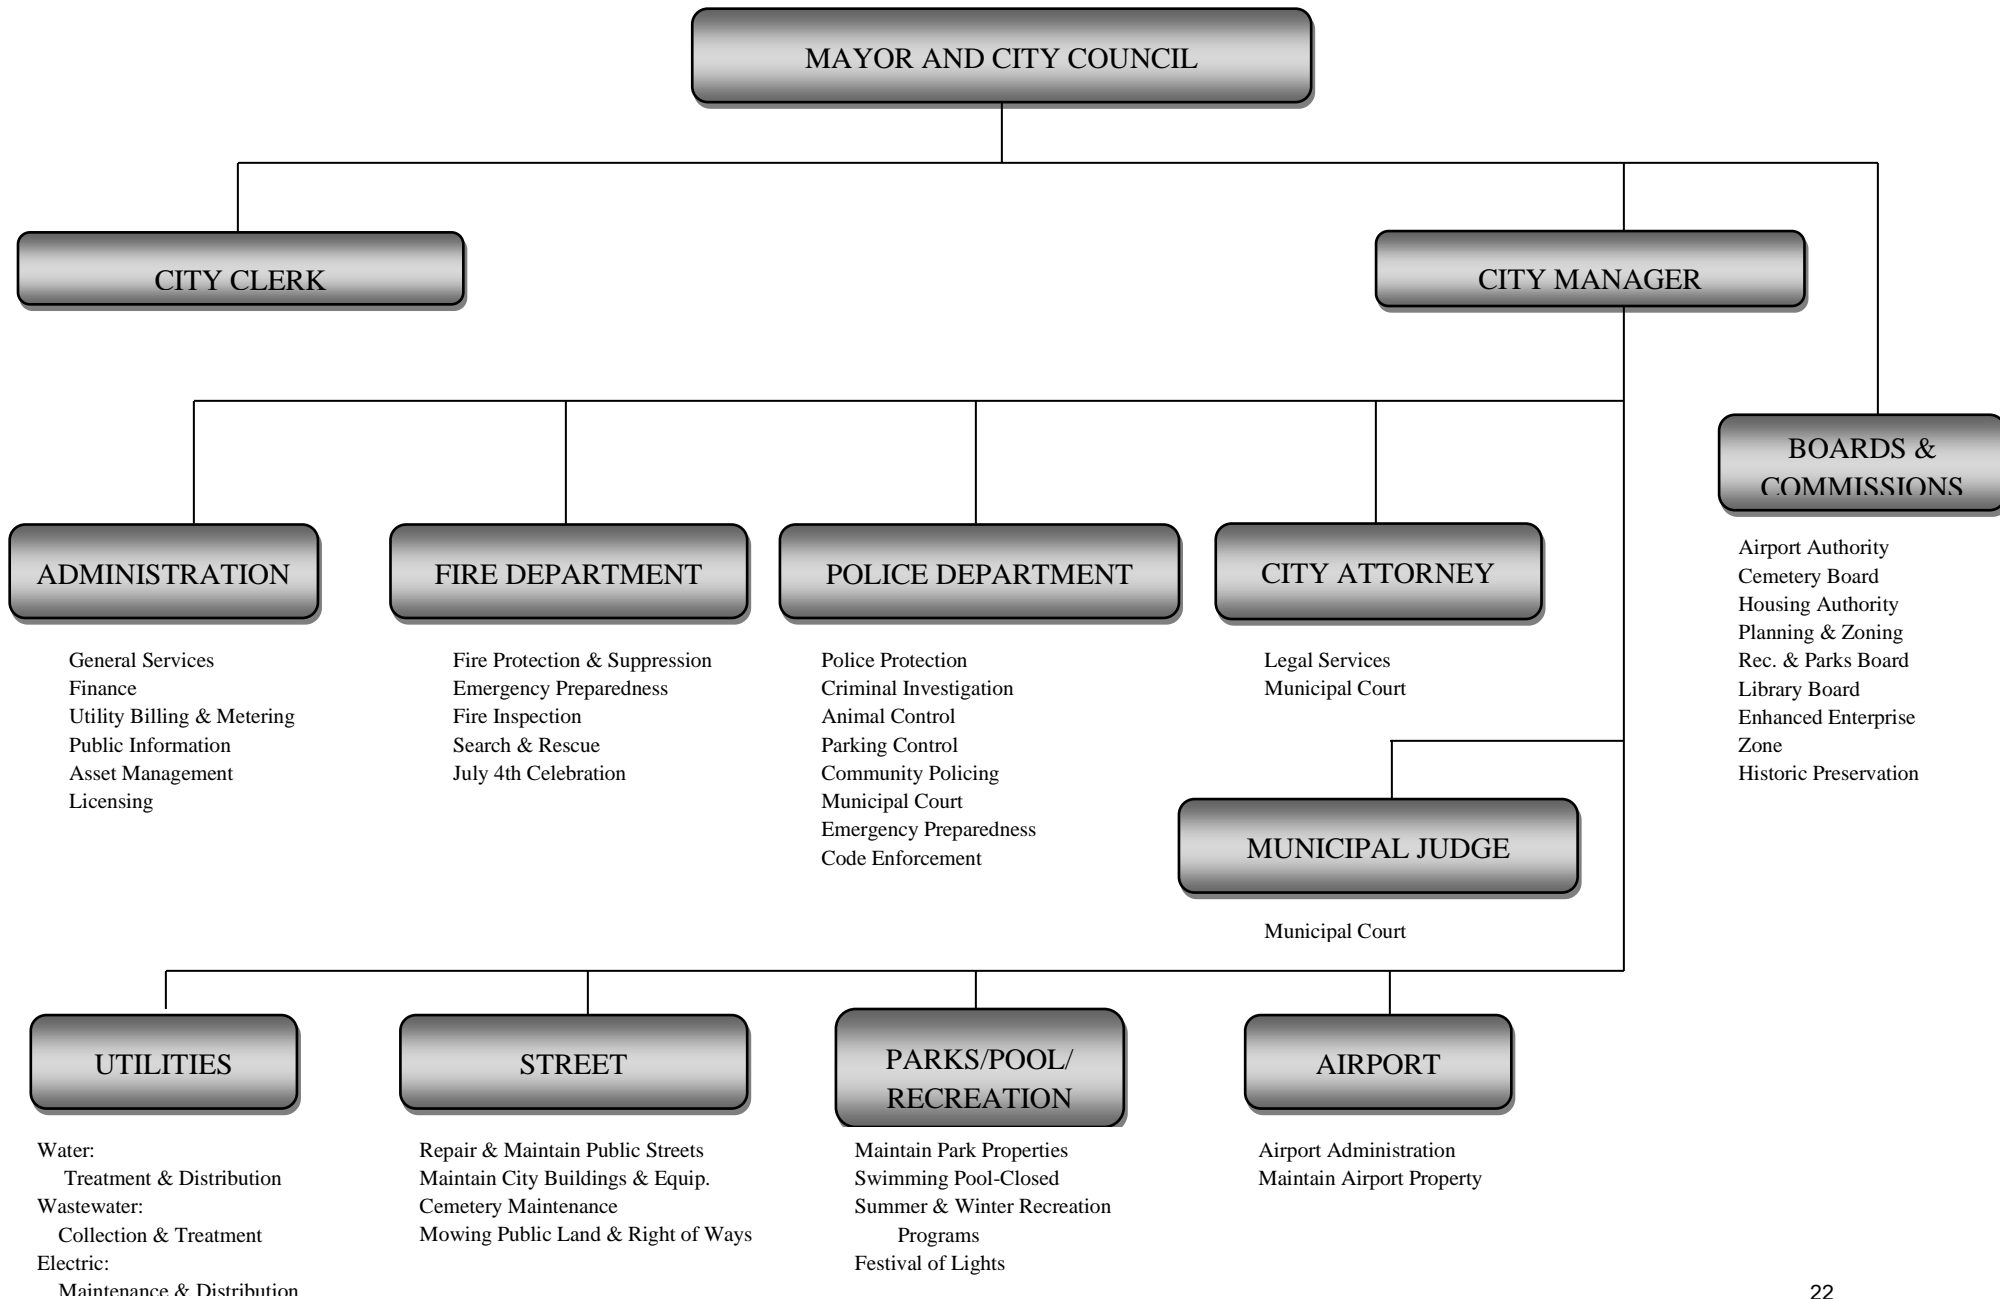 MAYOR AND CITY COUNCIL
CITY CLERK
CITY MANAGER
BOARDS &
COMMISSIONS
Airport Authority
Cemetery Board
Housing Authority
Planning & Zoning
Rec. & Parks Board
Library Board
Enhanced Enterprise
Zone
Historic Preservation
ADMINISTRATION
General Services
Finance
Utility Billing & Metering
Public Information
Asset Management
Licensing
FIRE DEPARTMENT
Fire Protection & Suppression
Emergency Preparedness
Fire Inspection
Search & Rescue
July 4th Celebration
POLICE DEPARTMENT
Police Protection
Criminal Investigation
Animal Control
Parking Control
Community Policing
Municipal Court
Emergency Preparedness
Code Enforcement
CITY ATTORNEY
Legal Services
Municipal Court
MUNICIPAL JUDGE
Municipal Court
UTILITIES
Water:
Treatment & Distribution
Wastewater:
Collection & Treatment
Electric:
Maintenance & Distribution
STREET
Repair & Maintain Public Streets
Maintain City Buildings & Equip.
Cemetery Maintenance
Mowing Public Land & Right of Ways
PARKS/POOL/
RECREATION
Maintain Park Properties
Swimming Pool-Closed
Summer & Winter Recreation
Programs
Festival of Lights
AIRPORT
Airport Administration
Maintain Airport Property
22